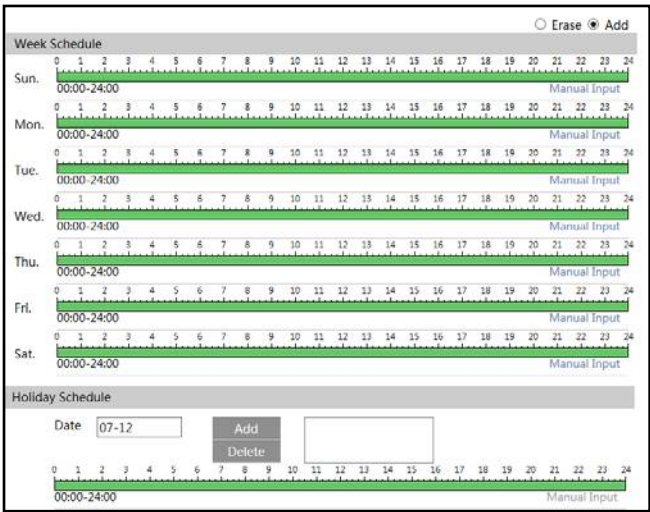 Erase Add
Week Schedule
0 1 2 3 4 5 6 7 8 9 10 11 12 13 14 15 16 17 18 19 20 21 22 23 24
Sun.
00:00-24:00 Manual Input
0 1 2 3 4 5 6 7 8 9 10 11 12 13 14 15 16 17 18 19 20 21 22 23 24
Mon.
00:00-24:00 Manual Input
0 1 2 3 4 5 6 7 8 9 10 11 12 13 14 15 16 17 18 19 20 21 22 23 24
Tue.
00:00-24:00 Manual Input
0 1 2 3 4 5 6 7 8 9 10 11 12 13 14 15 16 17 18 19 20 21 22 23 24
Wed.
00:00-24:00 Manual Input
0 1 2 3 4 5 6 7 8 9 10 11 12 13 14 15 16 17 18 19 20 21 22 23 24
Thu.
00:00-24:00 Manual Input
0 1 2 3 4 5 6 7 8 9 10 11 12 13 14 15 16 17 18 19 20 21 22 23 24
Fri.
00:00-24:00 Manual Input
0 1 2 3 4 5 6 7 8 9 10 11 12 13 14 15 16 17 18 19 20 21 22 23 24
Sat.
00:00-24:00 Manual Input
Holiday Schedule
Date 07-12 Add
Delete
0 1 2 3 4 5 6 7 8 9 10 11 12 13 14 15 16 17 18 19 20 21 22 23 24
00:00-24:00 Manual Input